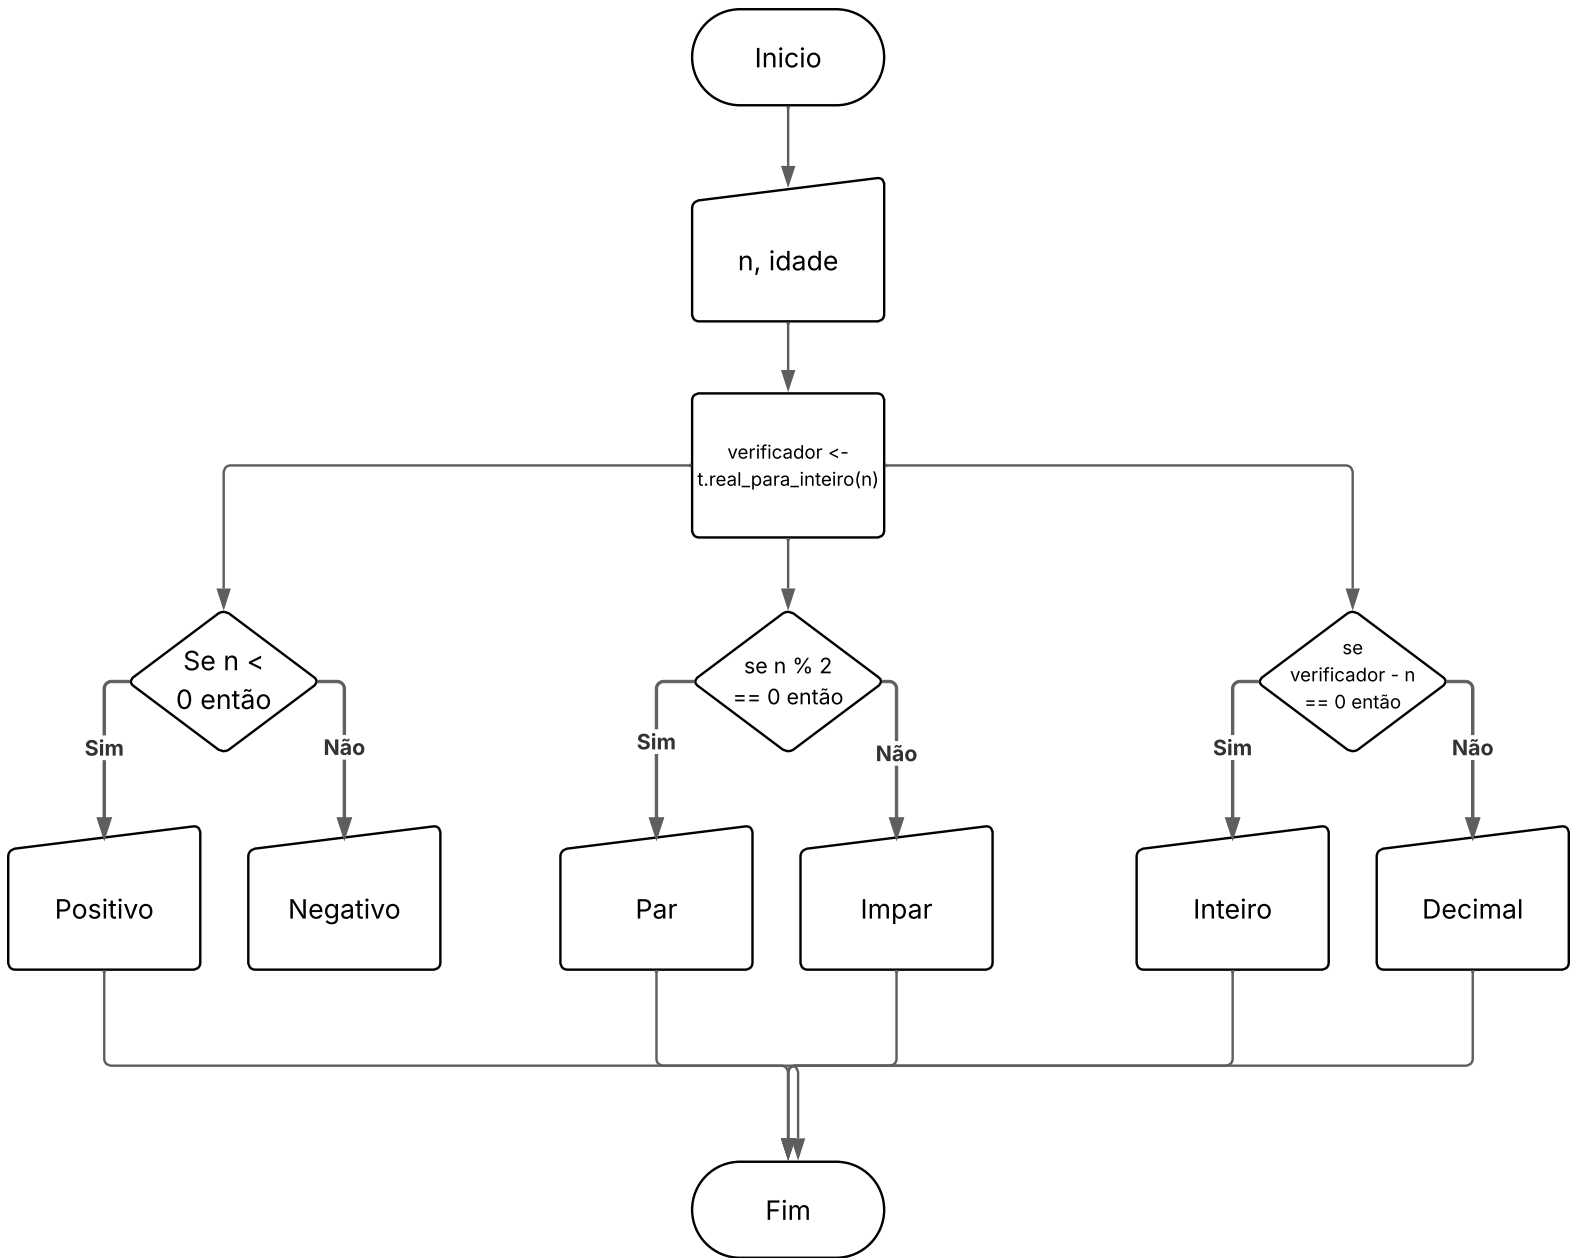 Inicio
n, idade
verificador <-
t.real_para_inteiro(n)
Se n <
0 então
se n % 2
== 0 então
se
verificador - n
== 0 então
Sim
Não
Sim
Não
Sim
Não
Positivo
Negativo
Par
Impar
Inteiro
Decimal
Fim